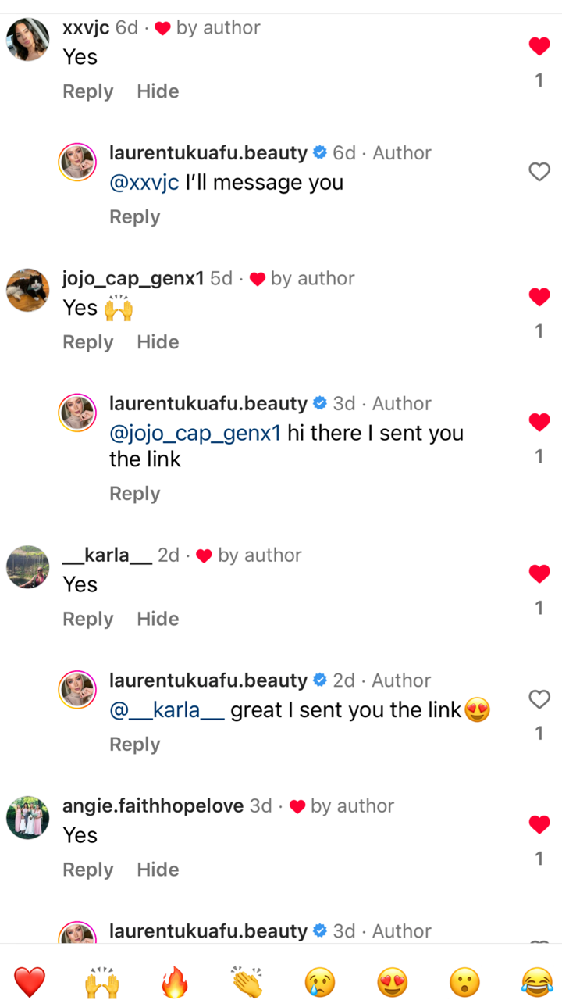 xxvjc 6d · ❤️ by author
Yes
1
Reply Hide
laurentukuafu.beauty 6d · Author
@xxvjc I’ll message you
Reply
jojo_cap_genx1 5d · ❤️ by author
Yes 🙌
1
Reply Hide
laurentukuafu.beauty 3d · Author
@jojo_cap_genx1 hi there I sent you
the link
1
Reply
__karla__ 2d · ❤️ by author
Yes
1
Reply Hide
laurentukuafu.beauty 2d · Author
@__karla__ great I sent you the link😍
1
Reply
angie.faithhopelove 3d · ❤️ by author
Yes
1
Reply Hide
laurentukuafu.beauty 3d · Author